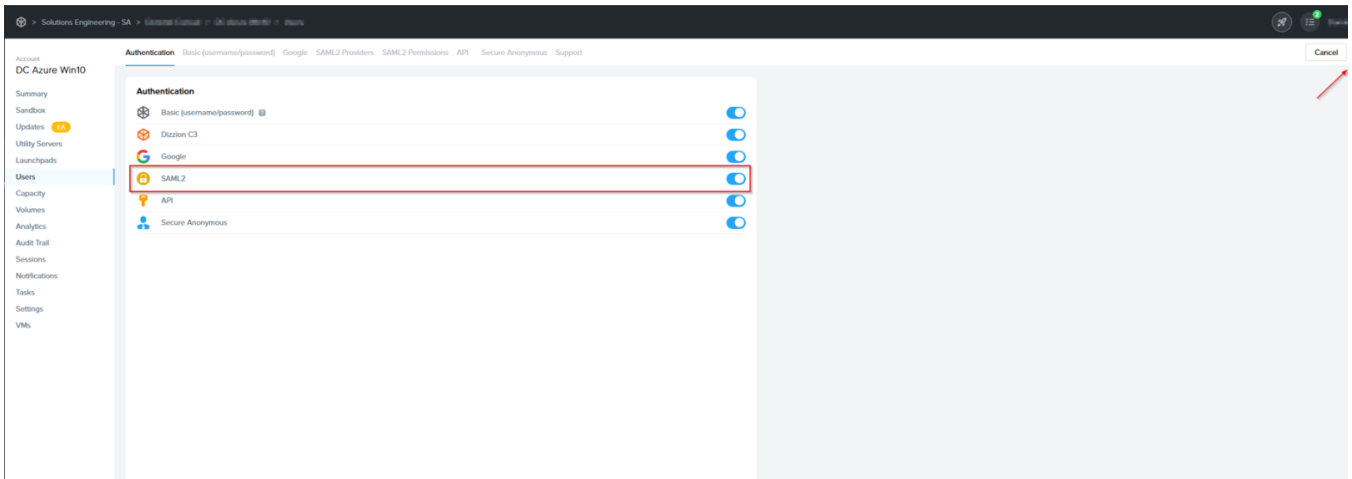 > Solutions Engineering - SA >
Account
DC Azure Win10
Summary
Sandbox
Updates
Utility Servers
Launchpads
Users
Capacity
Volumes
Analytics
Audit Trail
Sessions
Notifications
Tasks
Settings
VMs
Authentication Basic (username/password) Google SAML2 Providers SAML2 Permissions API Secure Anonymous Support
Cancel
Authentication
Basic (username/password)
Dizzion C3
Google
SAML2
API
Secure Anonymous